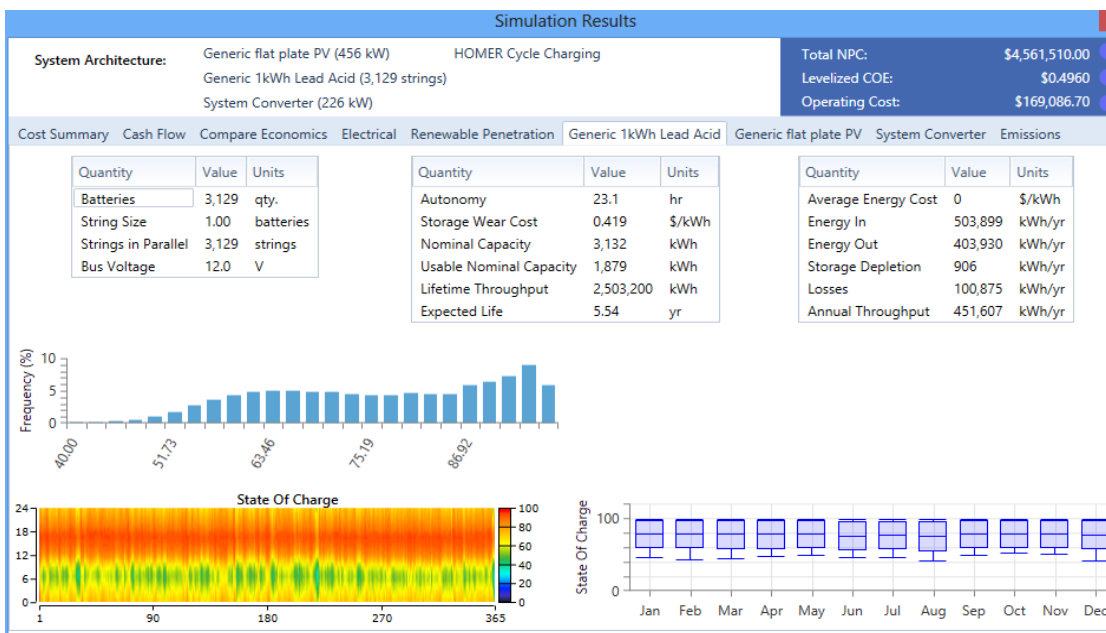 Simulation Results
System Architecture:
Generic flat plate PV (456 kW) HOMER Cycle Charging
Generic 1kWh Lead Acid (3,129 strings)
System Converter (226 kW)
Total NPC: $4,561,510.00
Levelized COE: $0.4960
Operating Cost: $169,086.70
Cost Summary Cash Flow Compare Economics Electrical Renewable Penetration Generic 1kWh Lead Acid Generic flat plate PV System Converter Emissions
Quantity Value Units
Batteries 3,129 qty.
String Size 1.00 batteries
Strings in Parallel 3,129 strings
Bus Voltage 12.0 V
Quantity Value Units
Autonomy 23.1 hr
Storage Wear Cost 0.419 $/kWh
Nominal Capacity 3,132 kWh
Usable Nominal Capacity 1,879 kWh
Lifetime Throughput 2,503,200 kWh
Expected Life 5.54 yr
Quantity Value Units
Average Energy Cost 0 $/kWh
Energy In 503,899 kWh/yr
Energy Out 403,930 kWh/yr
Storage Depletion 906 kWh/yr
Losses 100,875 kWh/yr
Annual Throughput 451,607 kWh/yr
Frequency (%)
10
5
0
40.00 51.73 63.46 75.19 86.92
State Of Charge
24
18
12
6
0
1 90 180 270 365
100
80
60
40
20
0
State Of Charge
100
0
Jan Feb Mar Apr May Jun Jul Aug Sep Oct Nov Dec